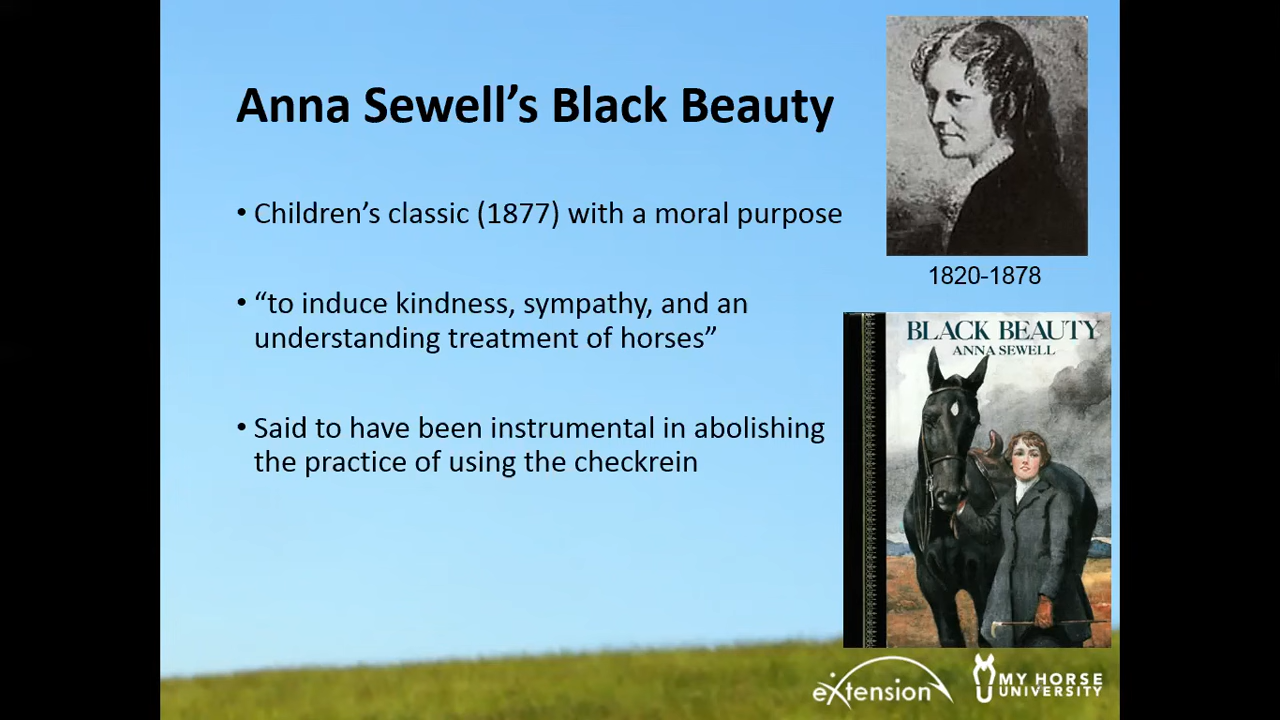 Anna Sewell’s Black Beauty
• Children’s classic (1877) with a moral purpose
• “to induce kindness, sympathy, and an
understanding treatment of horses”
• Said to have been instrumental in abolishing
the practice of using the checkrein
1820-1878
BLACK BEAUTY
ANNA SEWELL
eXtension
MY HORSE
UNIVERSITY